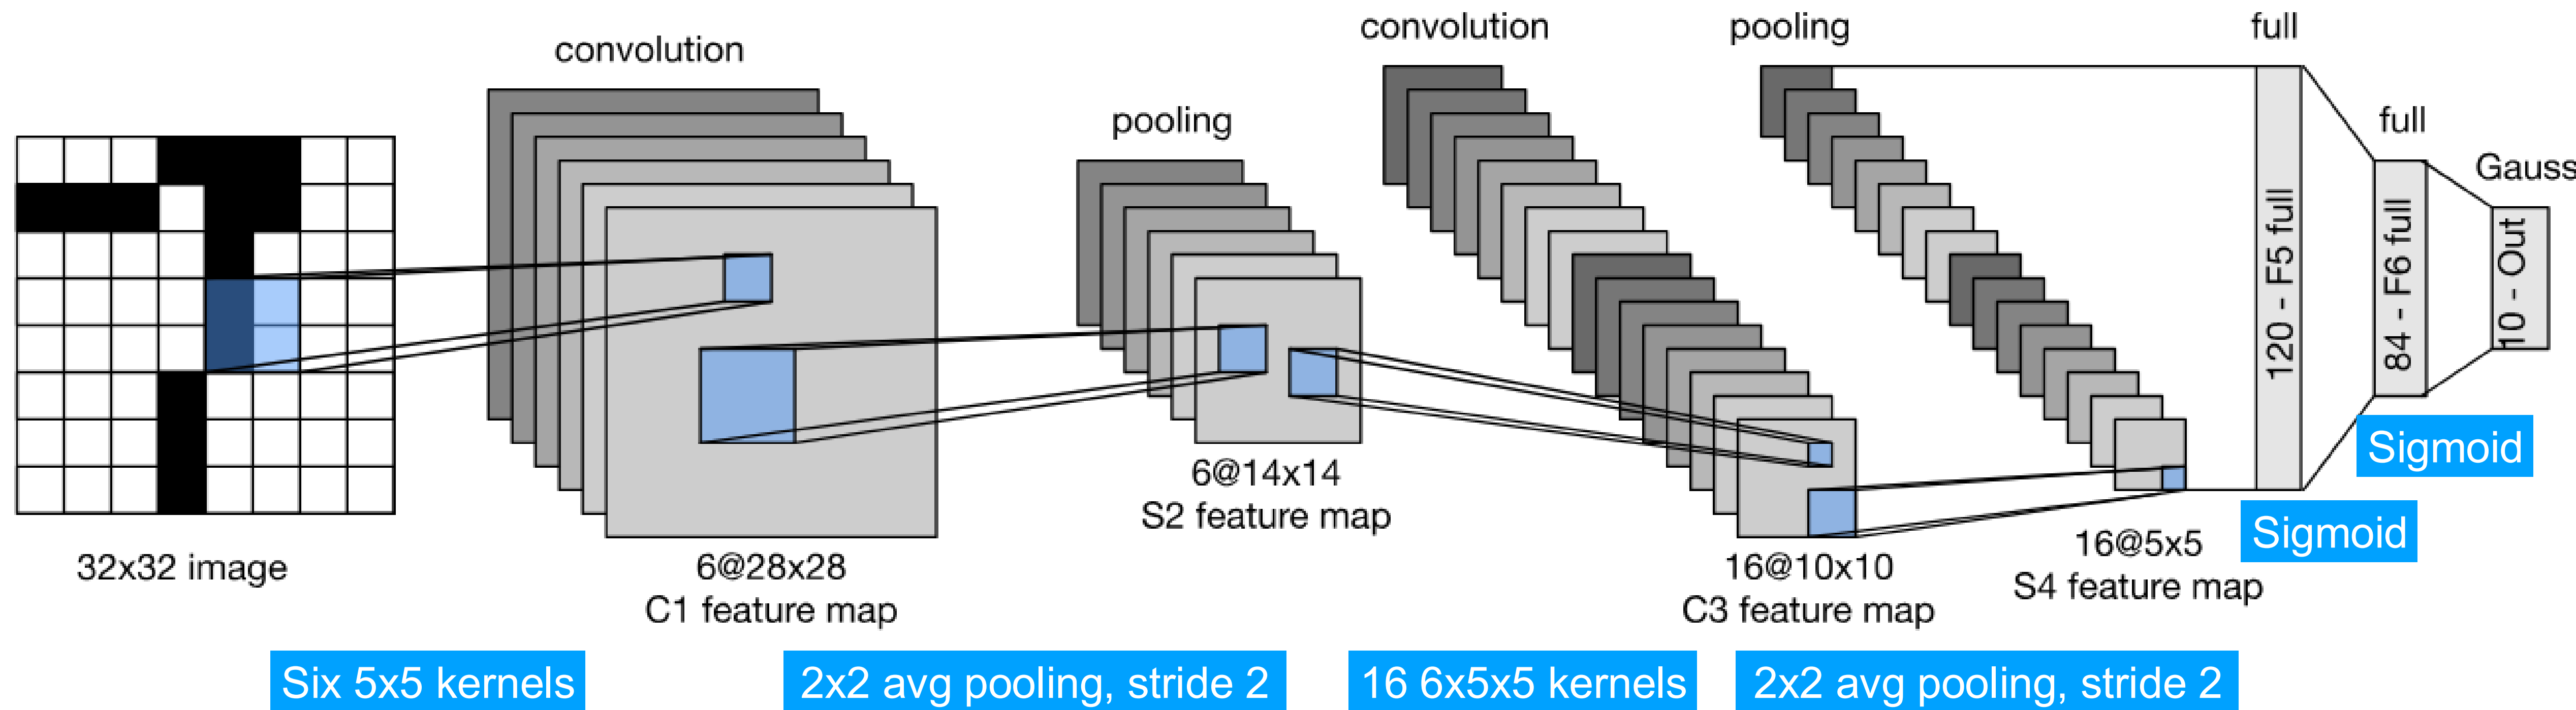 convolution
pooling
convolution
pooling
full
full
Gauss
120 - F5 full
84 - F6 full
10 - Out
Sigmoid
Sigmoid
32x32 image
6@28x28
C1 feature map
6@14x14
S2 feature map
16@10x10
C3 feature map
16@5x5
S4 feature map
Six 5x5 kernels
2x2 avg pooling, stride 2
16 6x5x5 kernels
2x2 avg pooling, stride 2